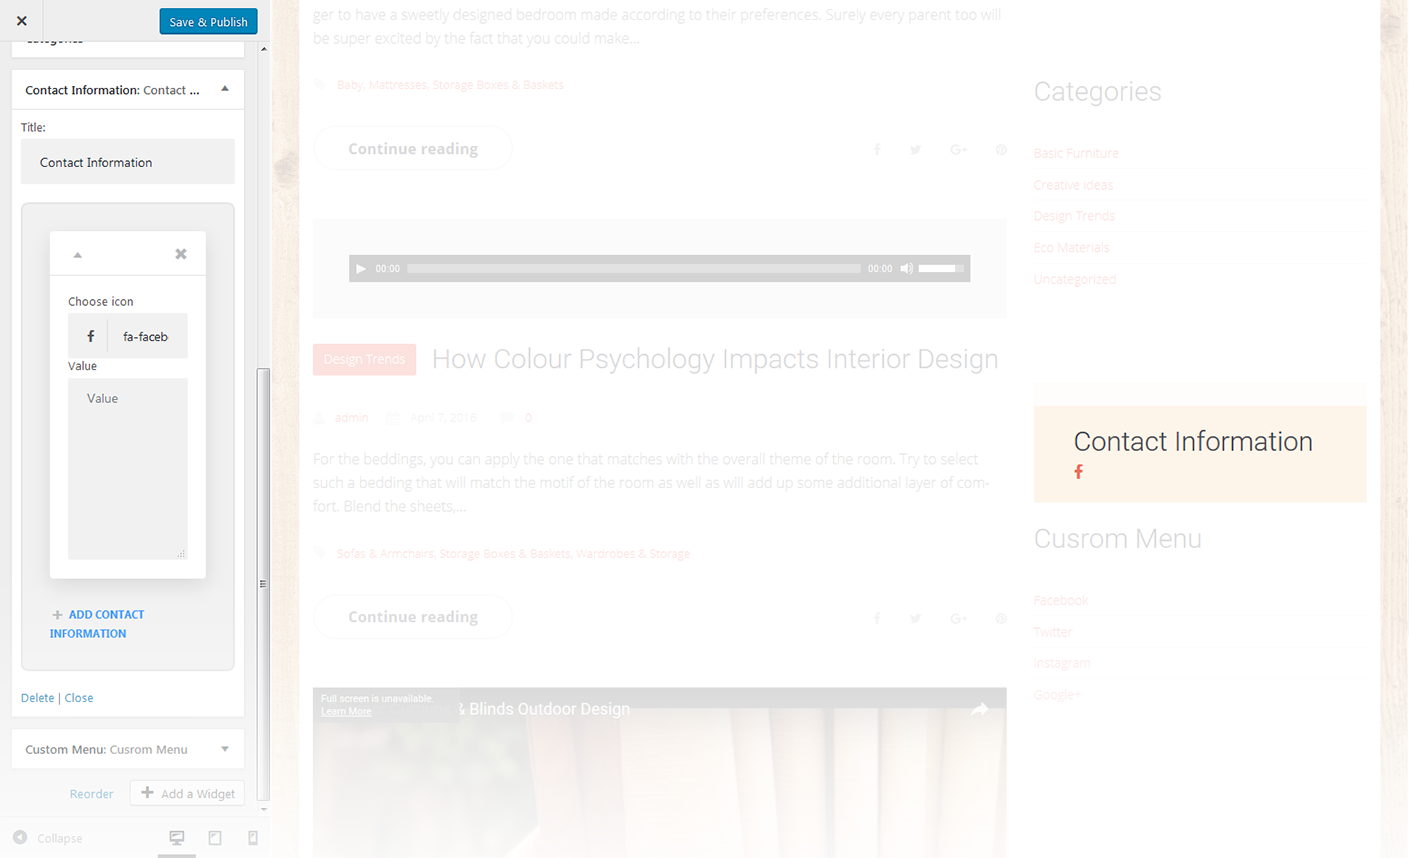 Save & Publish
Categories
Contact Information: Contact ...
Title:
Contact Information
Choose icon
fa-faceb
Value
Value
ADD CONTACT
INFORMATION
Delete | Close
Custom Menu: Cusrom Menu
Reorder
Add a Widget
Collapse
ger to have a sweetly designed bedroom made according to their preferences. Surely every parent too will
be super excited by the fact that you could make...
Baby, Mattresses, Storage Boxes & Baskets
Continue reading
00:00
00:00
Design Trends
How Colour Psychology Impacts Interior Design
admin
April 7, 2016
0
For the beddings, you can apply the one that matches with the overall theme of the room. Try to select
such a bedding that will match the motif of the room as well as will add up some additional layer of com-
fort. Blend the sheets,...
Sofas & Armchairs, Storage Boxes & Baskets, Wardrobes & Storage
Continue reading
Full screen is unavailable.
Learn More
& Blinds Outdoor Design
Categories
Basic Furniture
Creative Ideas
Design Trends
Eco Materials
Uncategorized
Contact Information
Cusrom Menu
Facebook
Twitter
Instagram
Google+